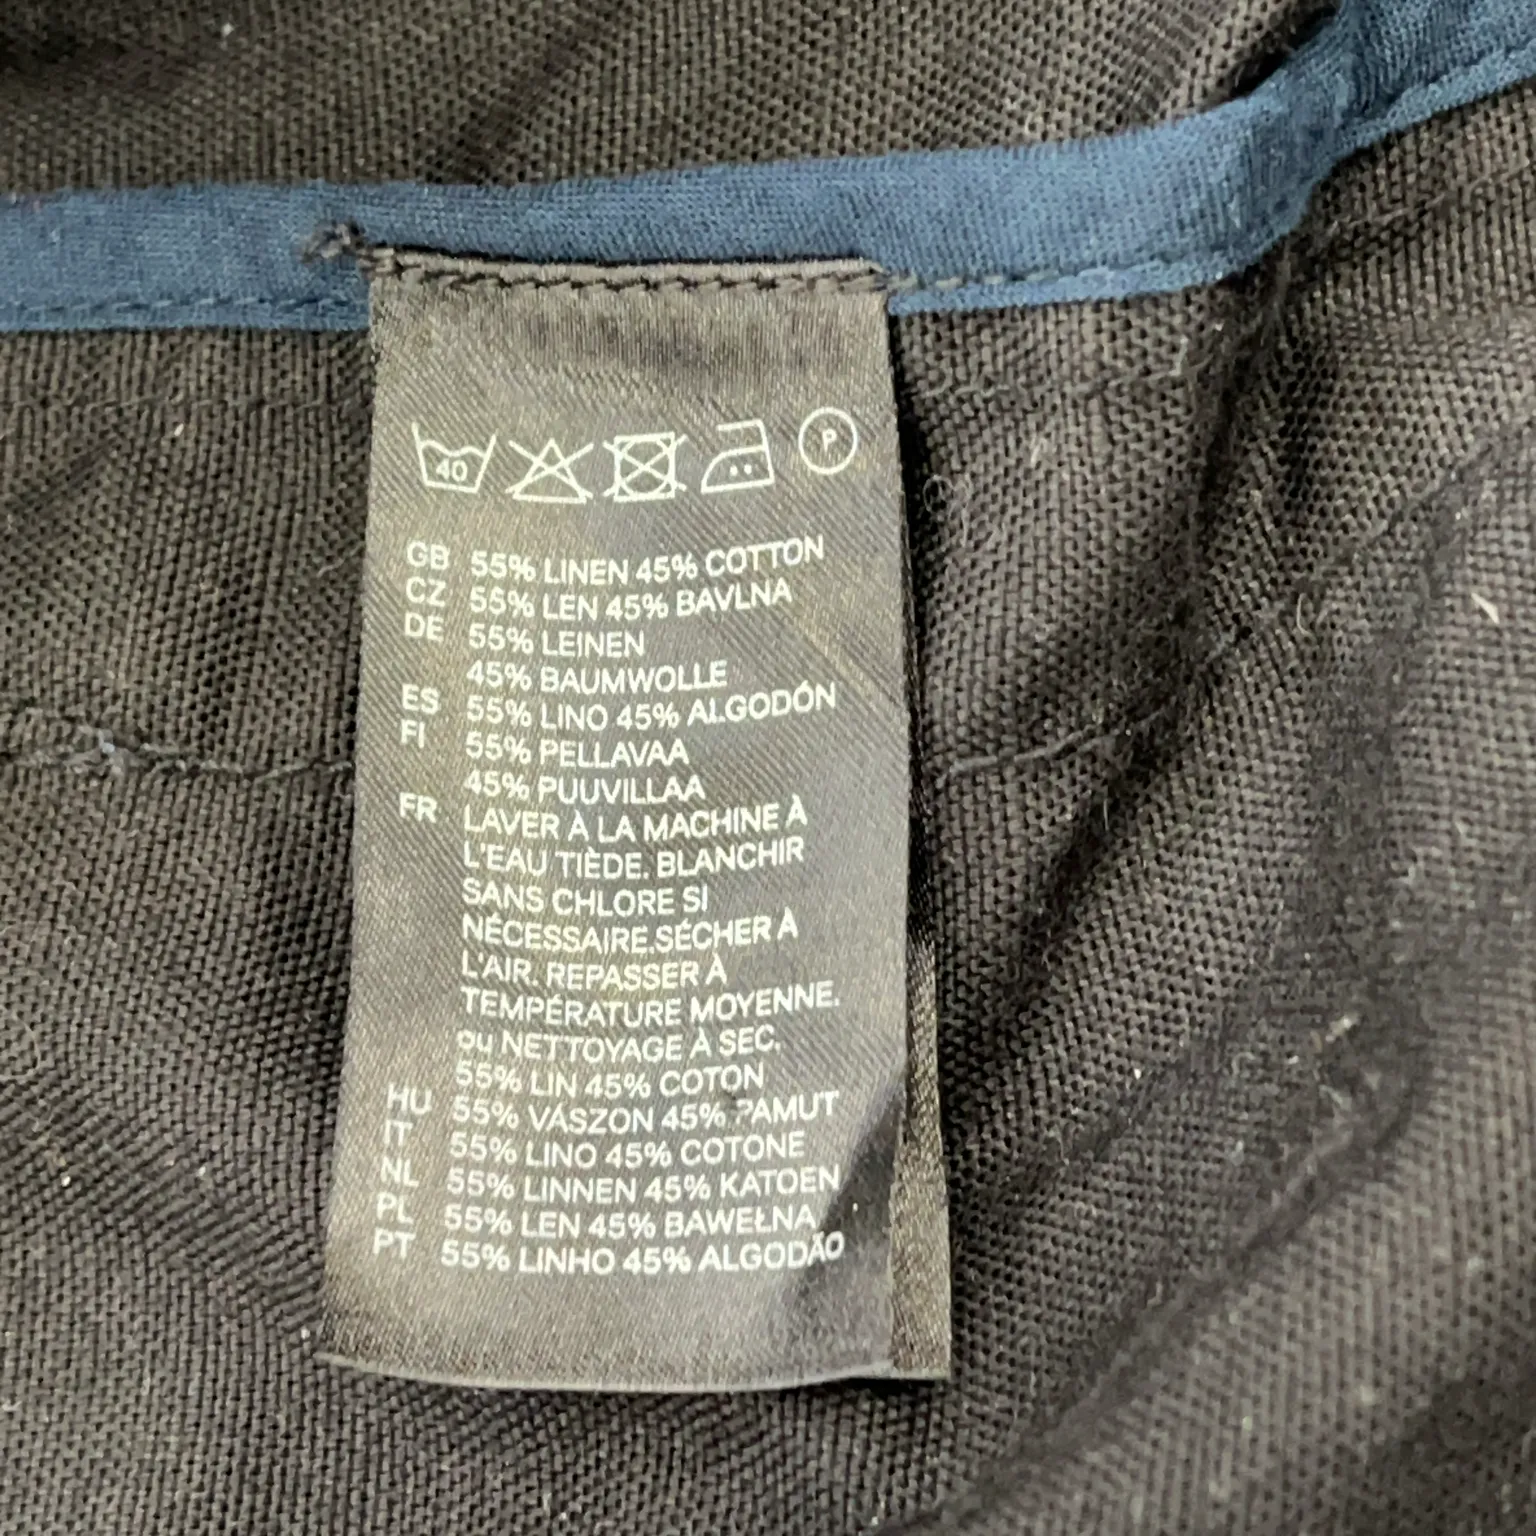 40 P
GB 55% LINEN 45% COTTON
CZ 55% LEN 45% BAVLNA
DE 55% LEINEN
45% BAUMWOLLE
ES 55% LINO 45% ALGODÓN
FI 55% PELLAVAA
45% PUUVILLAA
FR LAVER À LA MACHINE À
L'EAU TIÈDE. BLANCHIR
SANS CHLORE SI
NÉCESSAIRE.SÉCHER À
L'AIR. REPASSER À
TEMPÉRATURE MOYENNE.
ou NETTOYAGE À SEC.
55% LIN 45% COTON
HU 55% VÁSZON 45% PAMUT
IT 55% LINO 45% COTONE
NL 55% LINNEN 45% KATOEN
PL 55% LEN 45% BAWEŁNA
PT 55% LINHO 45% ALGODÃO